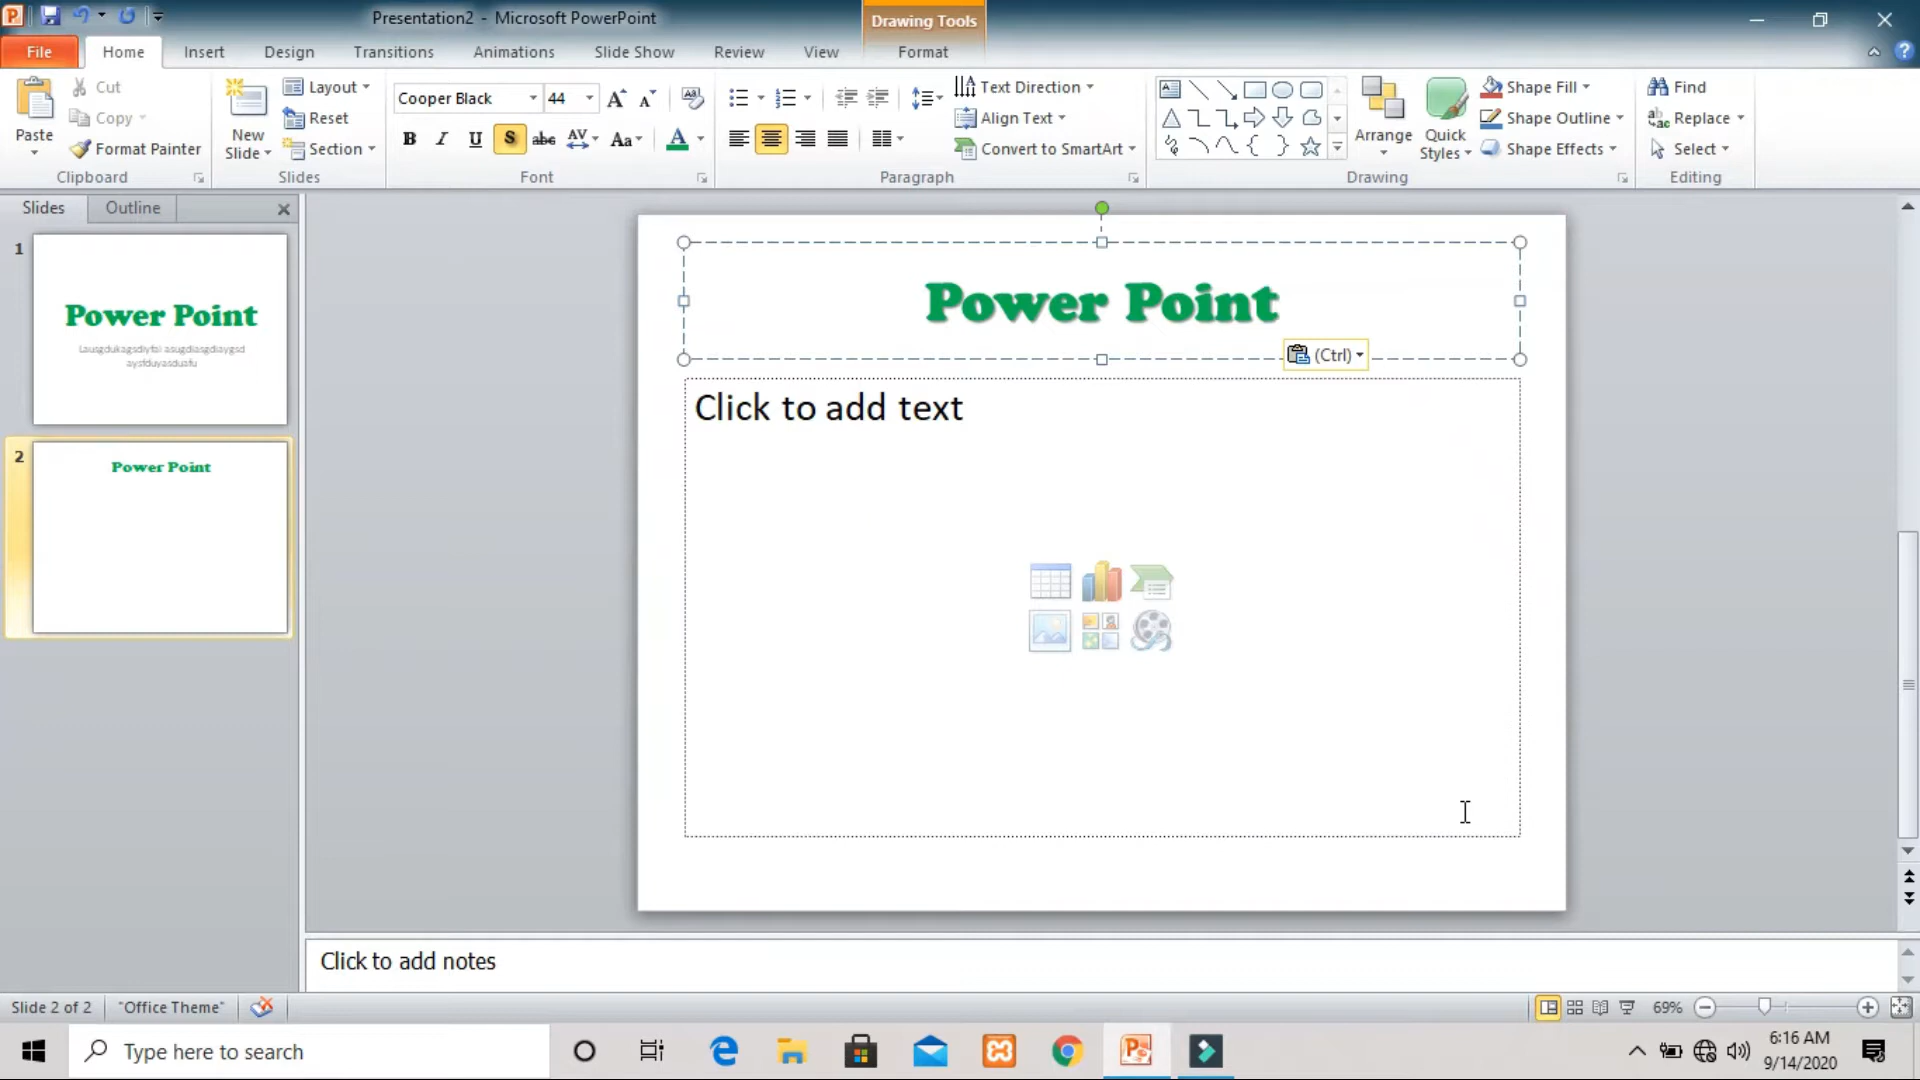 Presentation2 - Microsoft PowerPoint
Drawing Tools
File Home Insert Design Transitions Animations Slide Show Review View Format
Paste
Cut
Copy
Format Painter
Clipboard
New Slide
Layout
Reset
Section
Slides
Cooper Black 44
B I U S abc AV Aa A
Font
Text Direction
Align Text
Convert to SmartArt
Paragraph
Arrange
Quick Styles
Shape Fill
Shape Outline
Shape Effects
Drawing
Find
Replace
Select
Editing
Slides Outline
1
Power Point
2
Power Point
Power Point
(Ctrl)
Click to add text
Click to add notes
Slide 2 of 2 "Office Theme" 69%
Type here to search
6:16 AM
9/14/2020